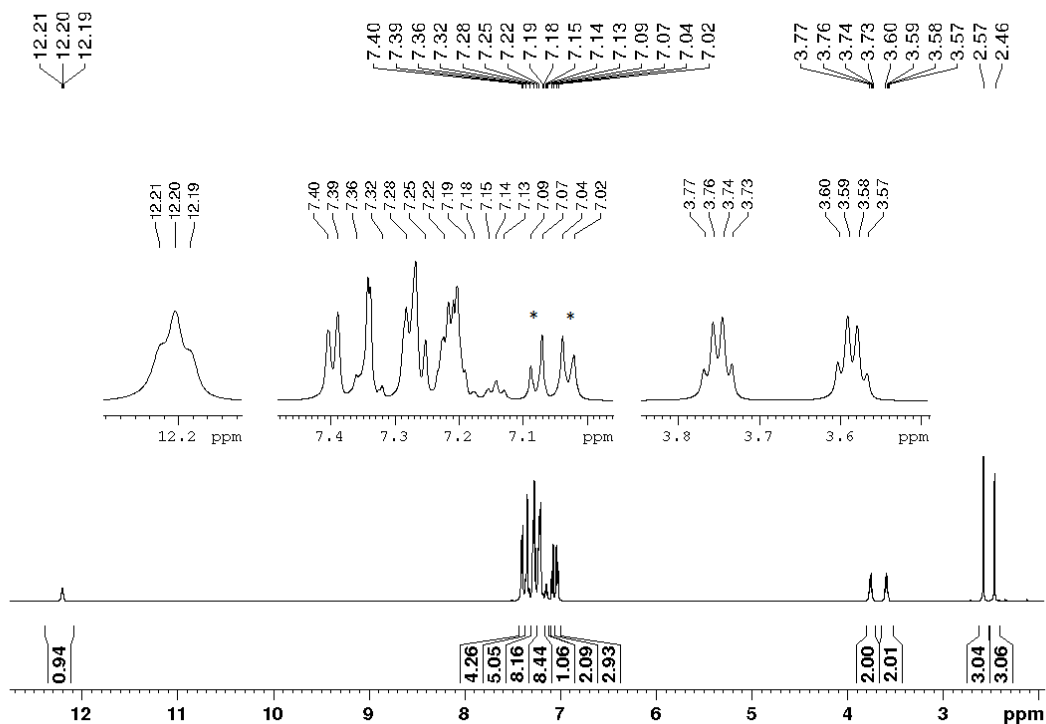 12.21 12.20 12.19 7.40 7.39 7.36 7.32 7.28 7.25 7.22 7.19 7.18 7.15 7.14 7.13 7.09 7.07 7.04 7.02 3.77 3.76 3.74 3.73 3.60 3.59 3.58 3.57 2.57 2.46
12.21 12.20 12.19 7.40 7.39 7.36 7.32 7.28 7.25 7.22 7.19 7.18 7.15 7.14 7.13 7.09 7.07 7.04 7.02 3.77 3.76 3.74 3.73 3.60 3.59 3.58 3.57
* *
12.2 ppm 7.4 7.3 7.2 7.1 ppm 3.8 3.7 3.6 ppm
0.94 4.26 5.05 8.16 8.44 1.06 2.09 2.93 2.00 2.01 3.04 3.06
12 11 10 9 8 7 6 5 4 3 ppm